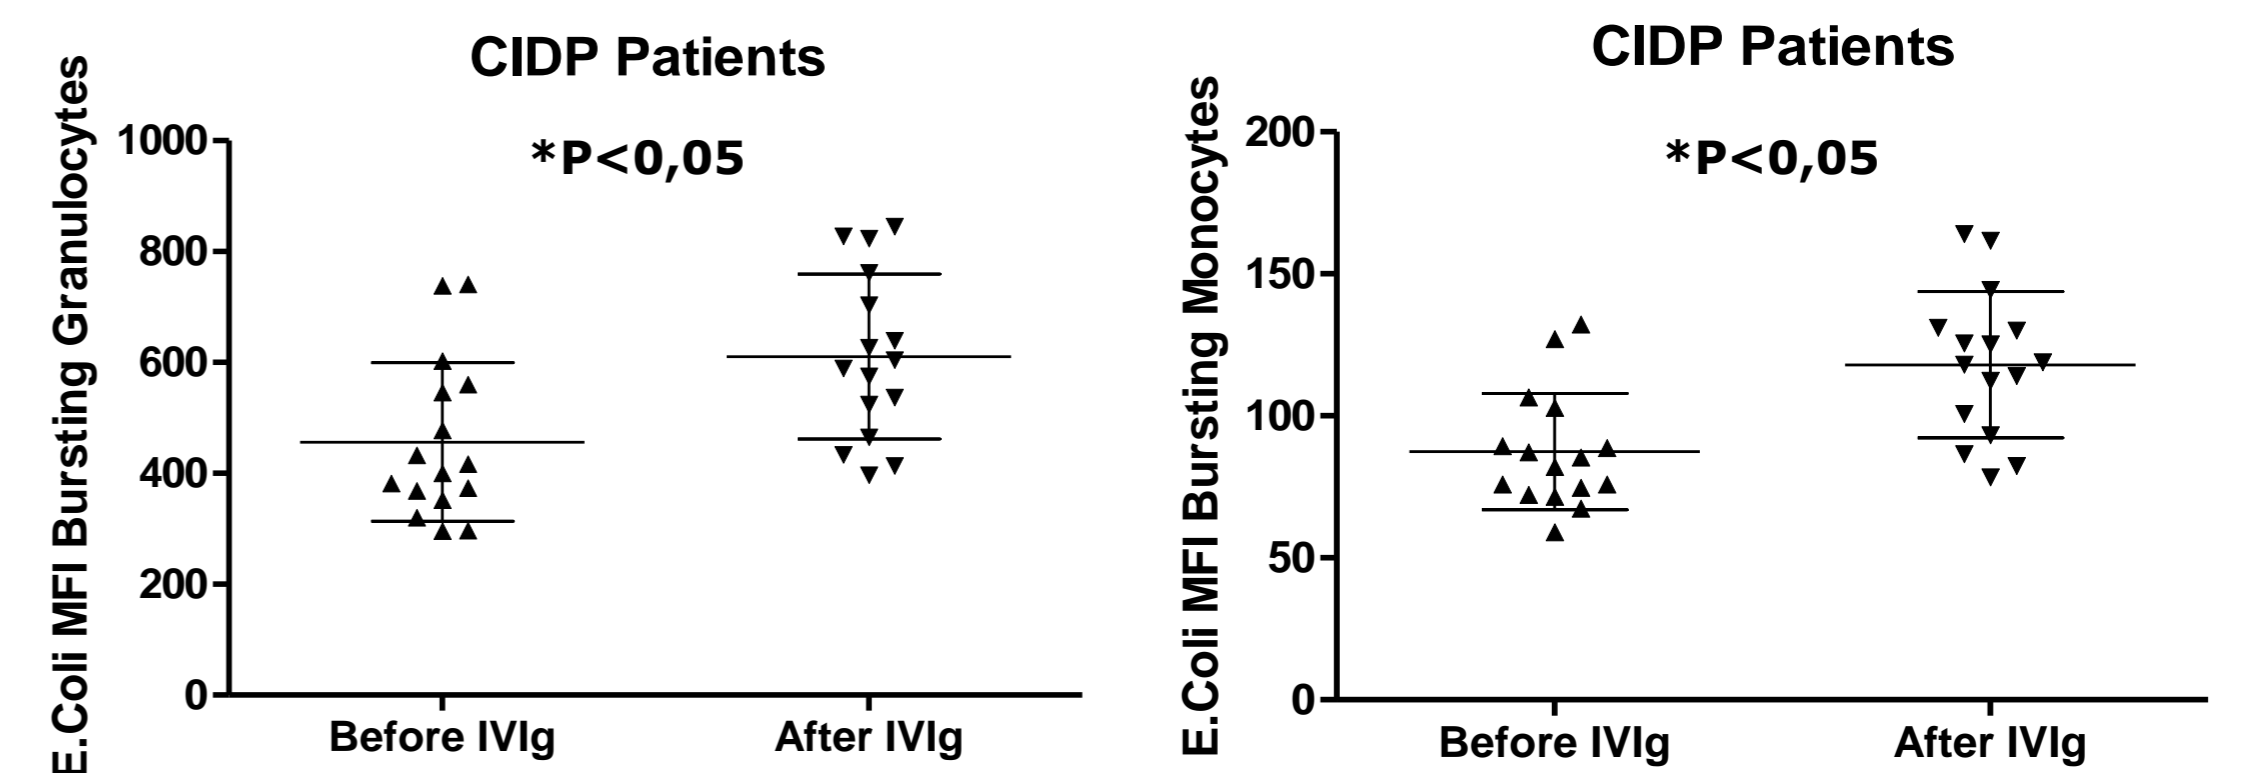 CIDP Patients
*P<0,05
E.Coli MFI Bursting Granulocytes
1000
800
600
400
200
0
Before IVIg
After IVIg
CIDP Patients
*P<0,05
E.Coli MFI Bursting Monocytes
200
150
100
50
0
Before IVIg
After IVIg